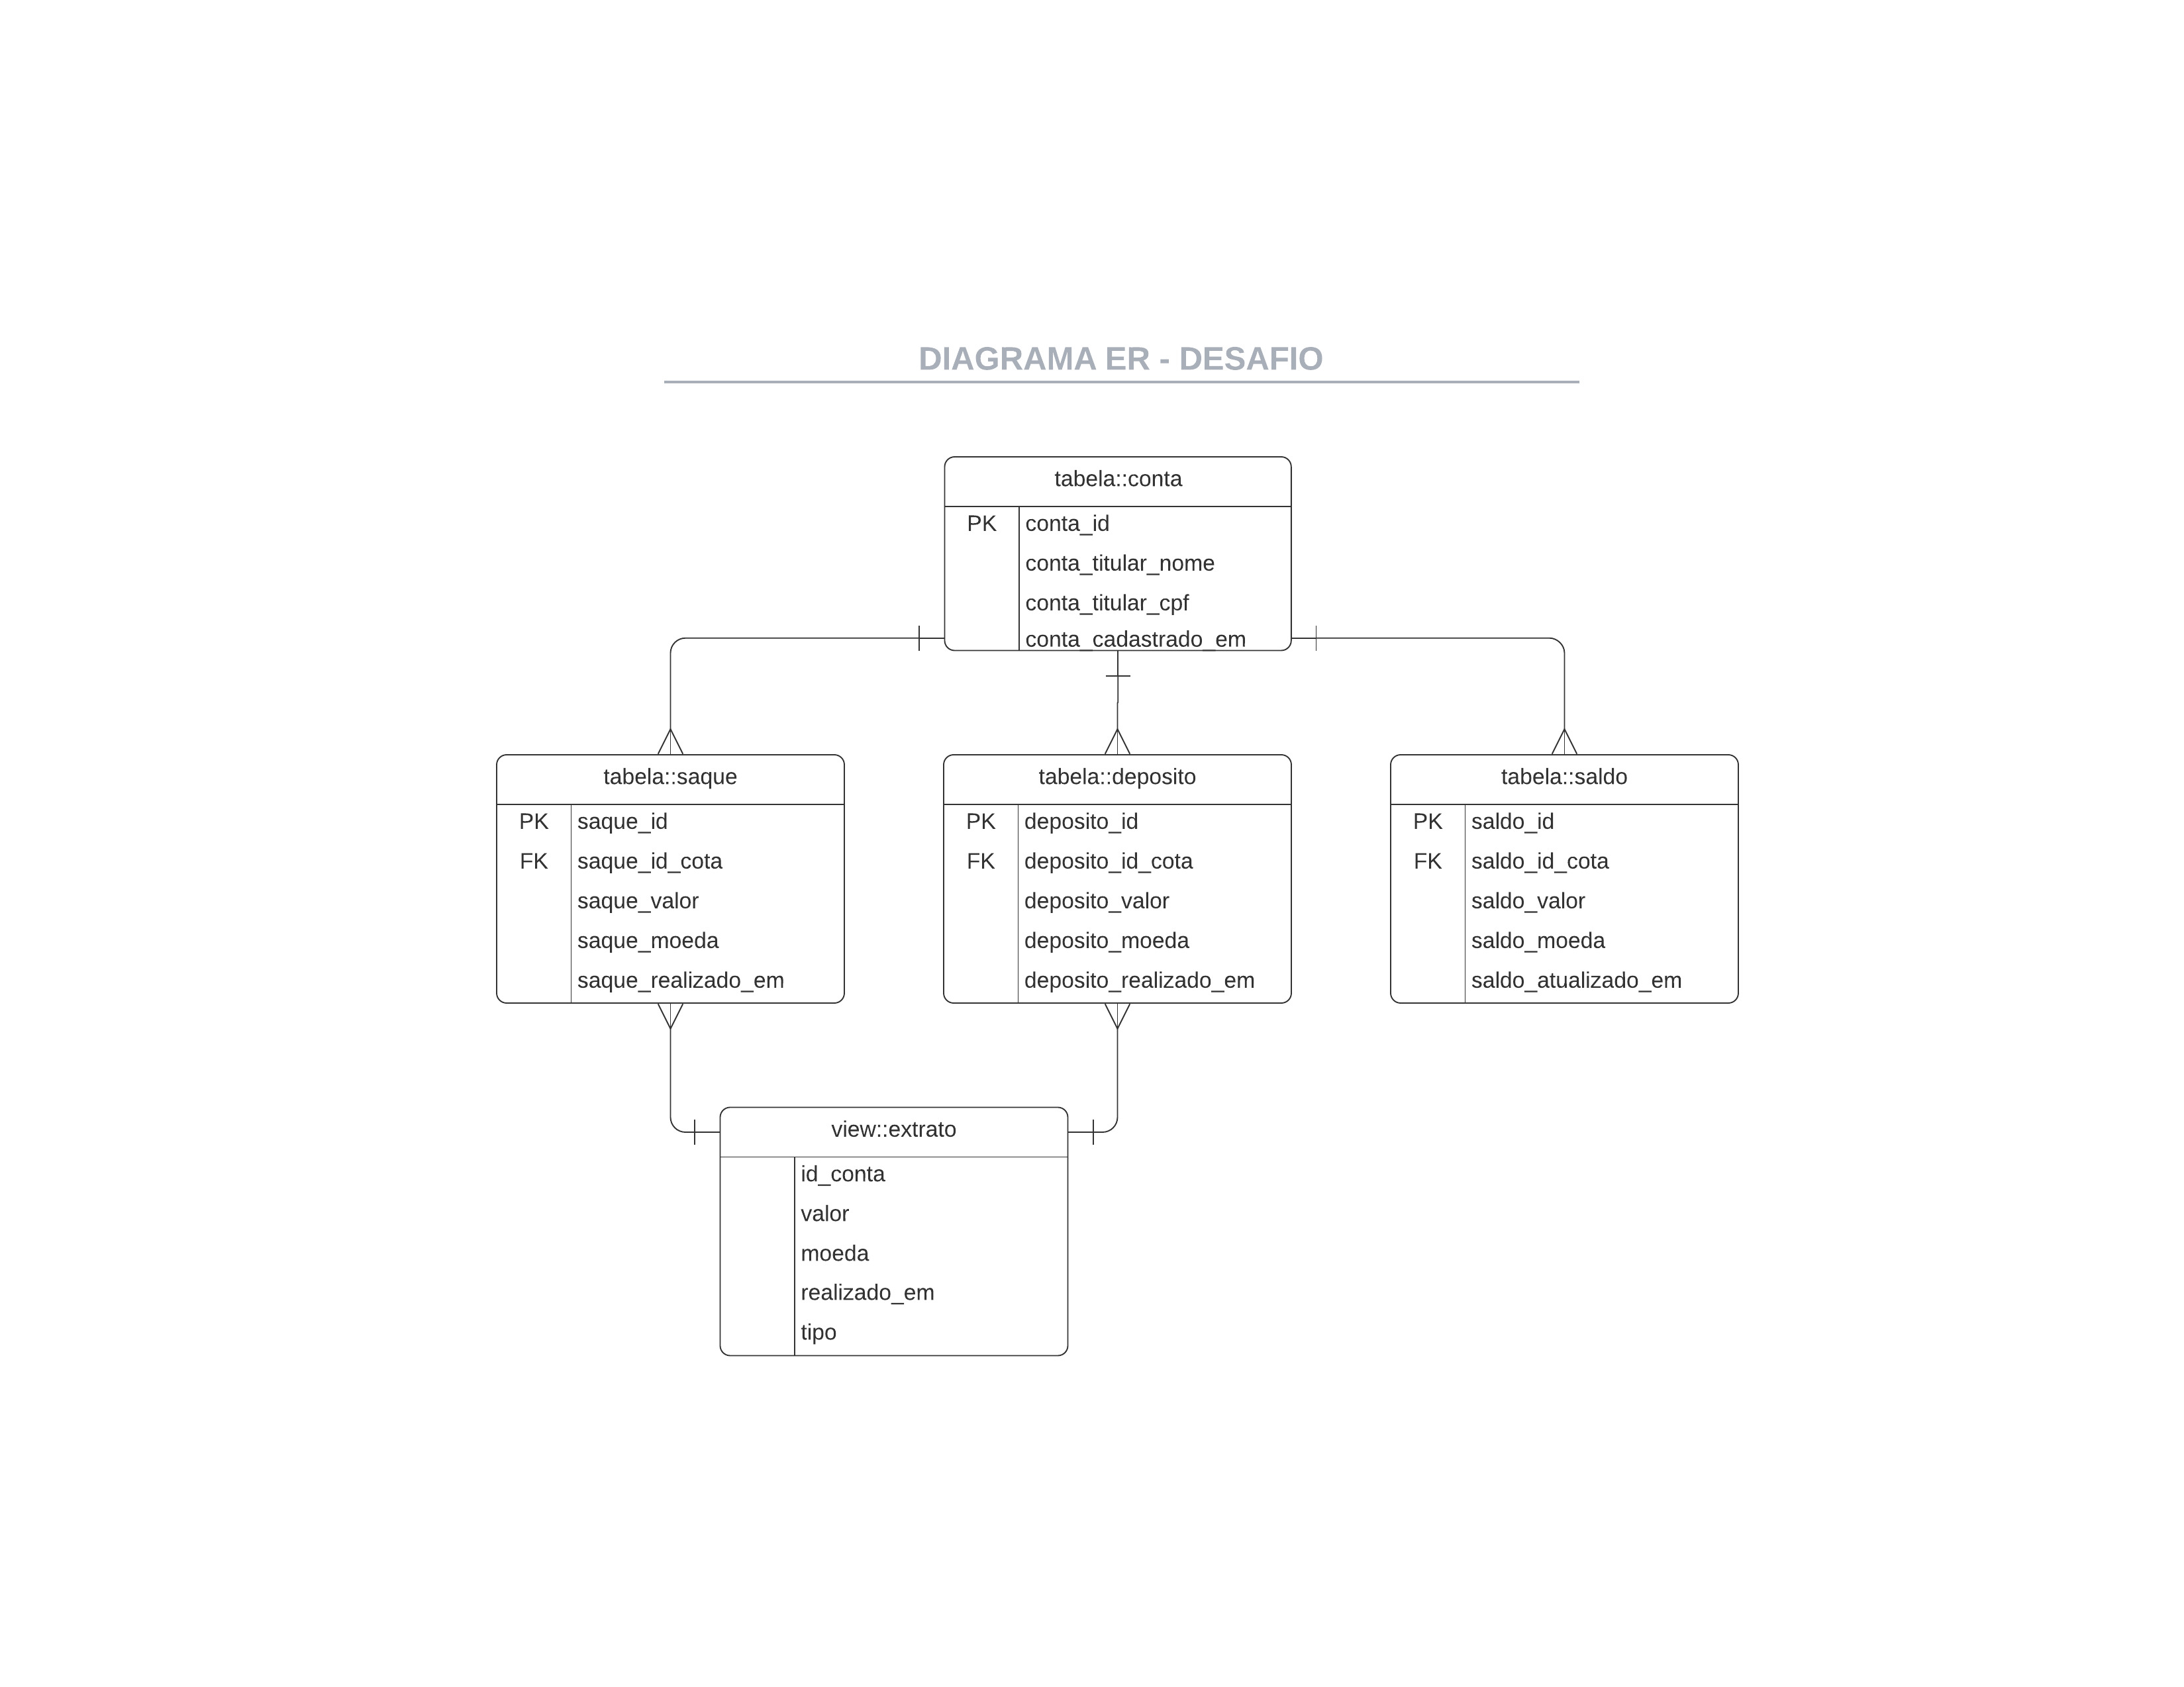 DIAGRAMA ER - DESAFIO
tabela::conta
PK conta_id
conta_titular_nome
conta_titular_cpf
conta_cadastrado_em
tabela::saque
PK saque_id
FK saque_id_cota
saque_valor
saque_moeda
saque_realizado_em
tabela::deposito
PK deposito_id
FK deposito_id_cota
deposito_valor
deposito_moeda
deposito_realizado_em
tabela::saldo
PK saldo_id
FK saldo_id_cota
saldo_valor
saldo_moeda
saldo_atualizado_em
view::extrato
id_conta
valor
moeda
realizado_em
tipo